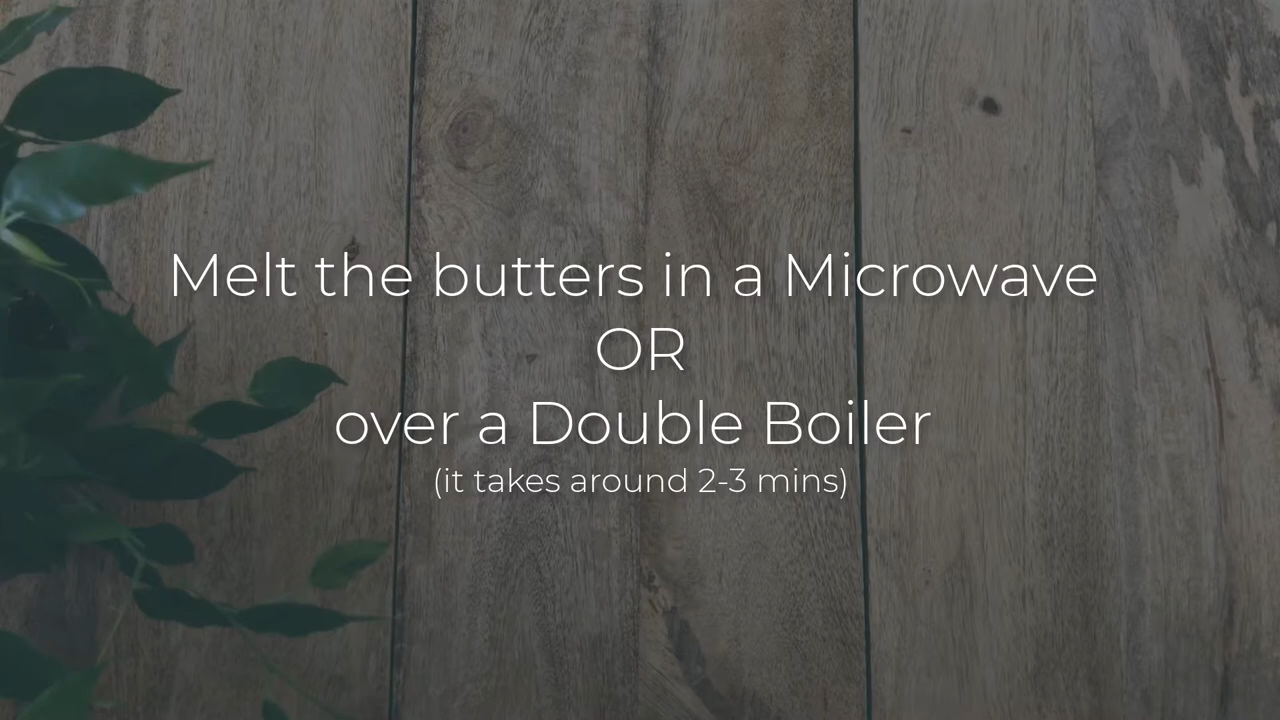 Melt the butters in a Microwave
OR
over a Double Boiler
(it takes around 2-3 mins)